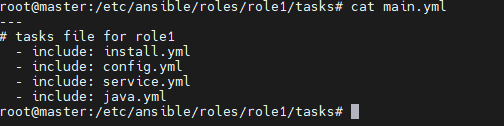 root@master:/etc/ansible/roles/role1/tasks# cat main.yml
---
# tasks file for role1
  - include: install.yml
  - include: config.yml
  - include: service.yml
  - include: java.yml
root@master:/etc/ansible/roles/role1/tasks#